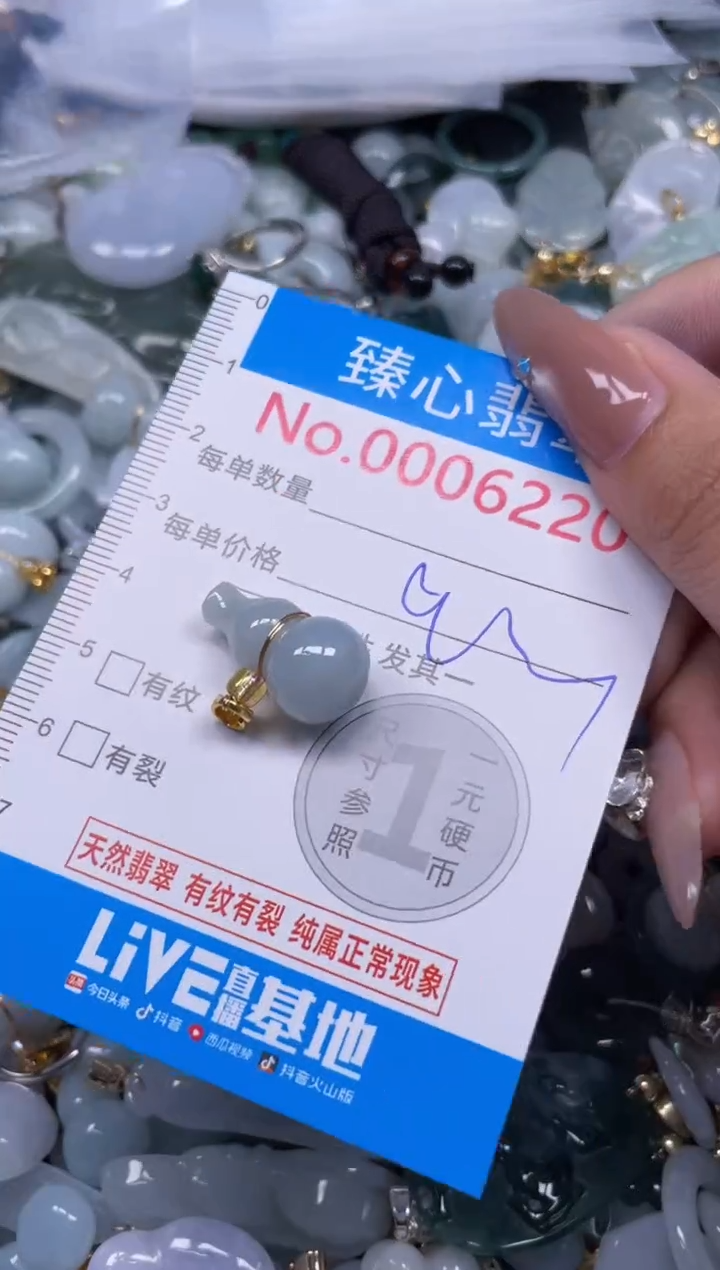 0
臻心翡
1
No.0006220
2
每单数量
3
每单价格
4
发其一
5
有纹
6
有裂
7
尺寸参照
1
一元硬币
天然翡翠 有纹有裂 纯属正常现象
LiVE直播基地
头条 今日头条 抖音 西瓜视频 抖音火山版